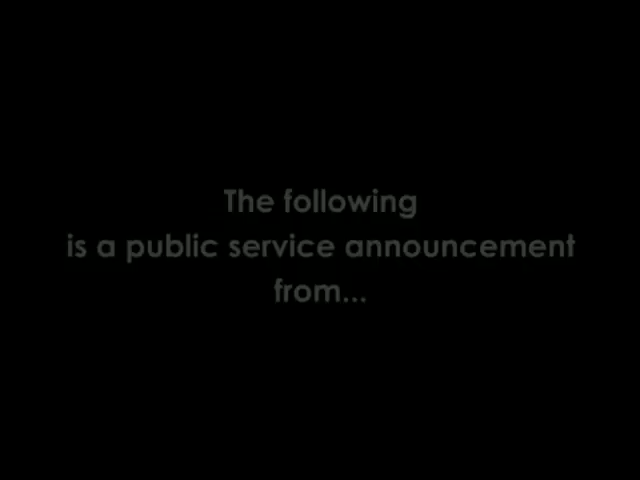 The following
is a public service announcement
from...